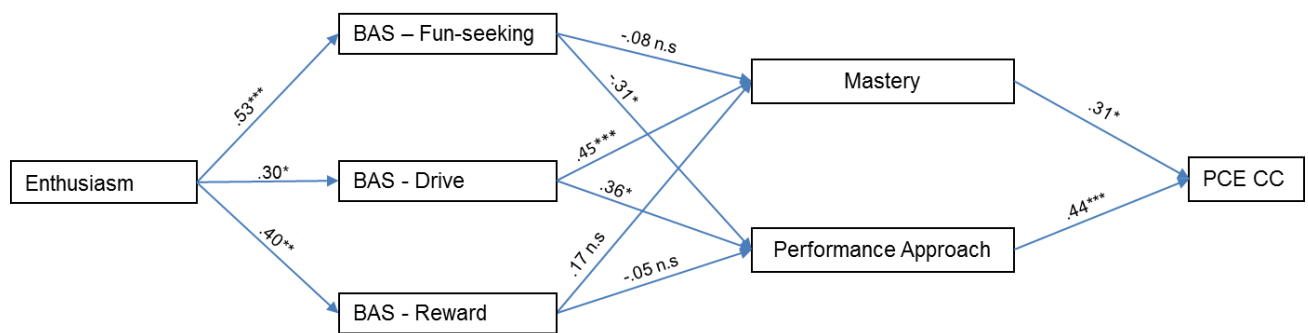 BAS – Fun-seeking
-.08 n.s
Mastery
-.31*
.53***
.31*
.45***
Enthusiasm
.30*
BAS - Drive
PCE CC
.36*
.44***
.40**
.17 n.s
Performance Approach
-.05 n.s
BAS - Reward